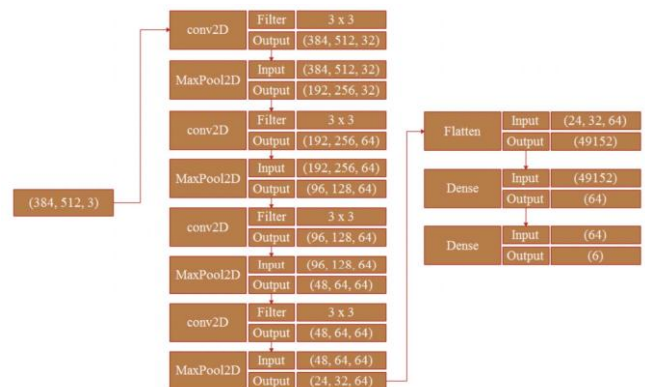 (384, 512, 3)
conv2D
Filter 3 x 3
Output (384, 512, 32)
MaxPool2D
Input (384, 512, 32)
Output (192, 256, 32)
conv2D
Filter 3 x 3
Output (192, 256, 64)
MaxPool2D
Input (192, 256, 64)
Output (96, 128, 64)
conv2D
Filter 3 x 3
Output (96, 128, 64)
MaxPool2D
Input (96, 128, 64)
Output (48, 64, 64)
conv2D
Filter 3 x 3
Output (48, 64, 64)
MaxPool2D
Input (48, 64, 64)
Output (24, 32, 64)
Flatten
Input (24, 32, 64)
Output (49152)
Dense
Input (49152)
Output (64)
Dense
Input (64)
Output (6)